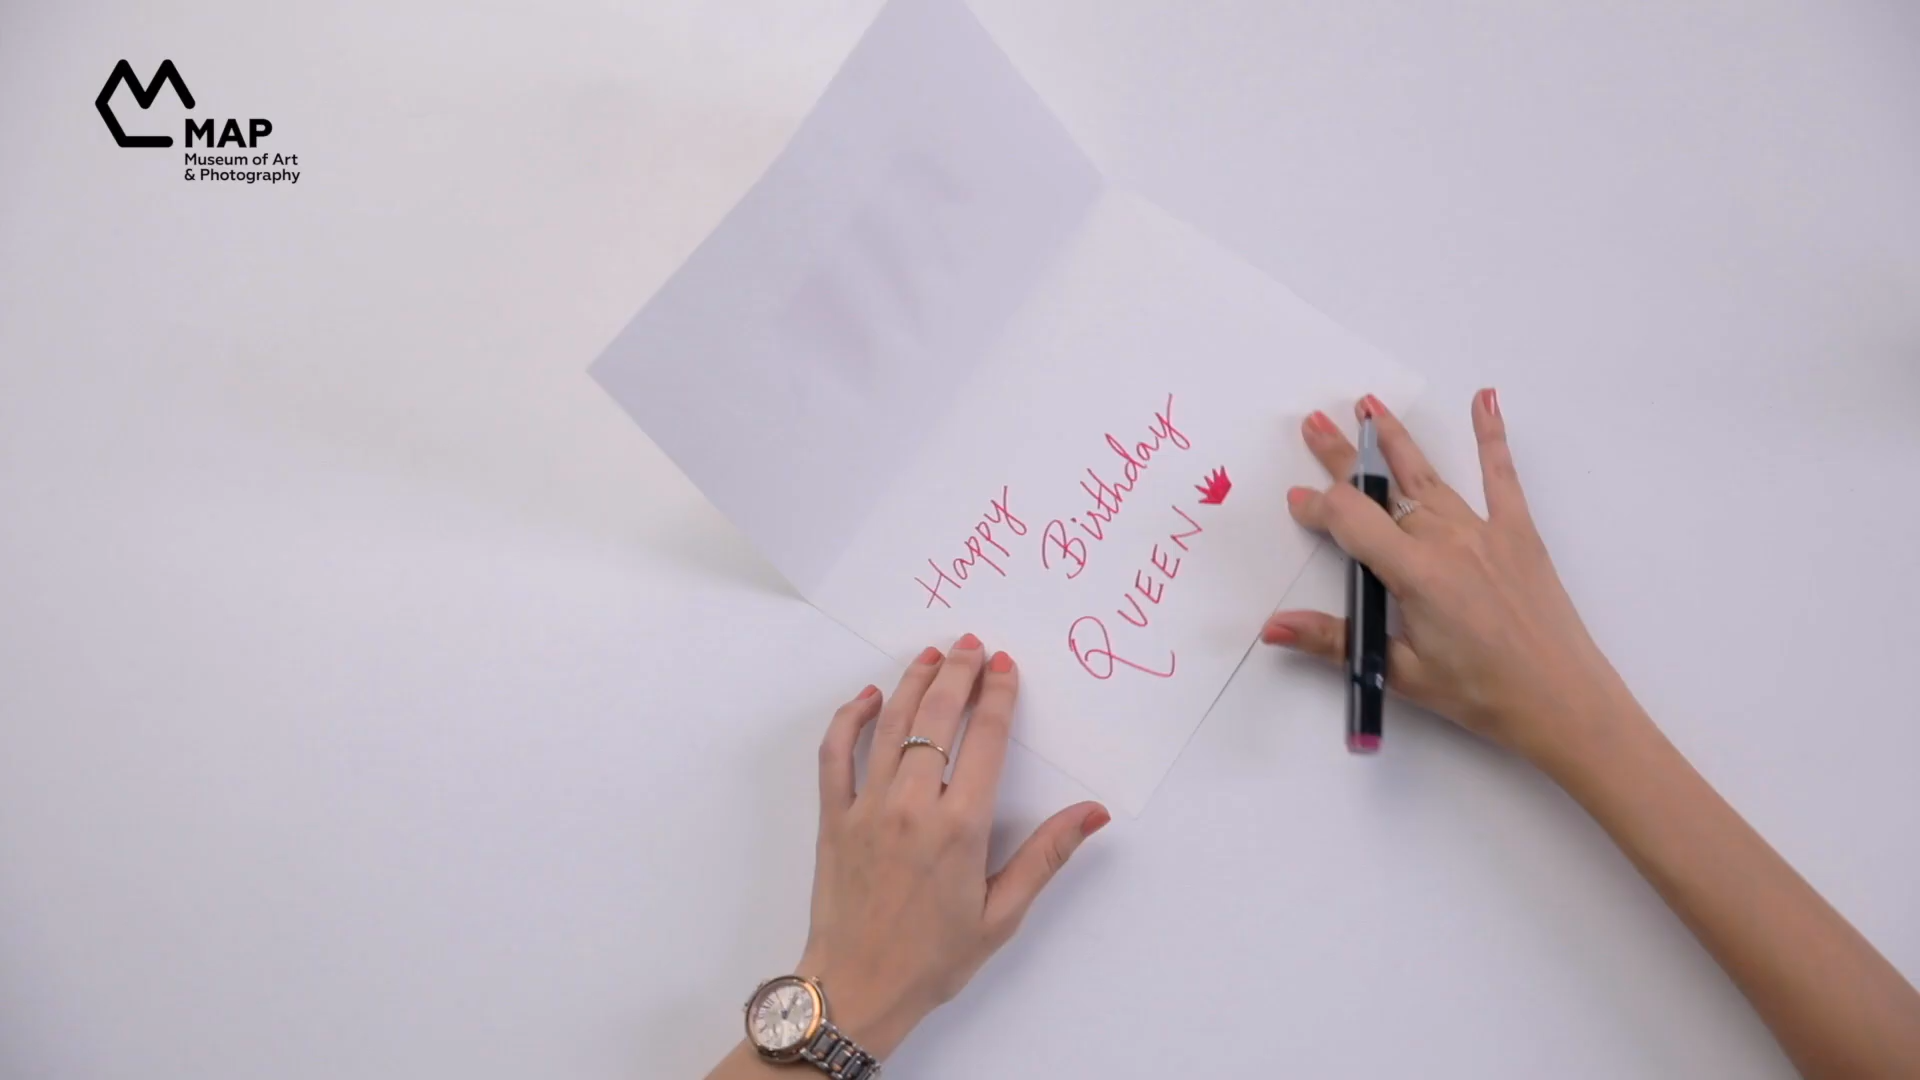 MAP
Museum of Art
& Photography
Happy
Birthday
QUEEN